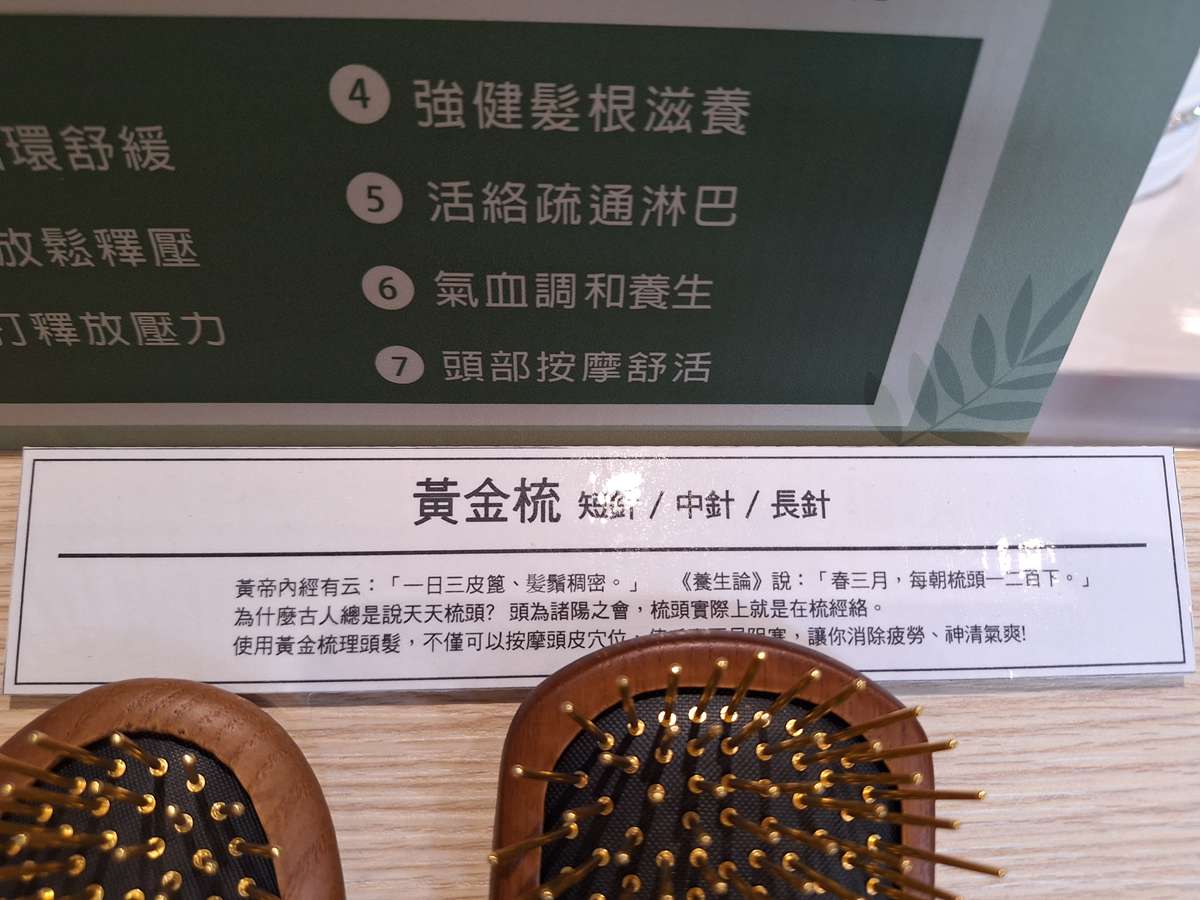 環舒緩
放鬆釋壓
打釋放壓力
4 強健髮根滋養
5 活絡疏通淋巴
6 氣血調和養生
7 頭部按摩舒活
黃金梳 短針 / 中針 / 長針
黃帝內經有云：「一日三皮篦、髮鬚稠密。」 《養生論》說：「春三月，每朝梳頭一二百下。」
為什麼古人總是說天天梳頭? 頭為諸陽之會，梳頭實際上就是在梳經絡。
使用黃金梳理頭髮，不僅可以按摩頭皮穴位，阻塞，讓你消除疲勞、神清氣爽!